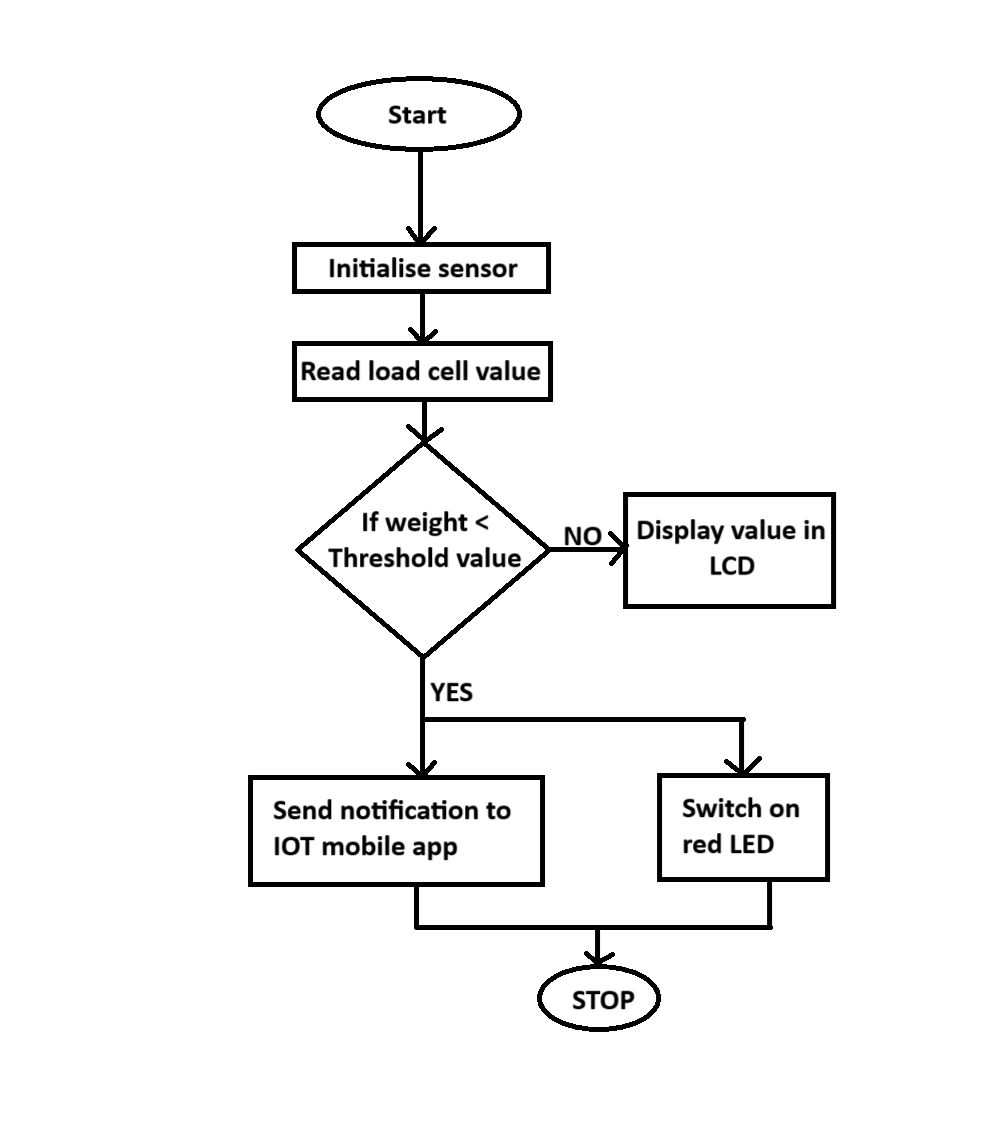 Start
Initialise sensor
Read load cell value
If weight <
Threshold value
NO
Display value in
LCD
YES
Send notification to
IOT mobile app
Switch on
red LED
STOP